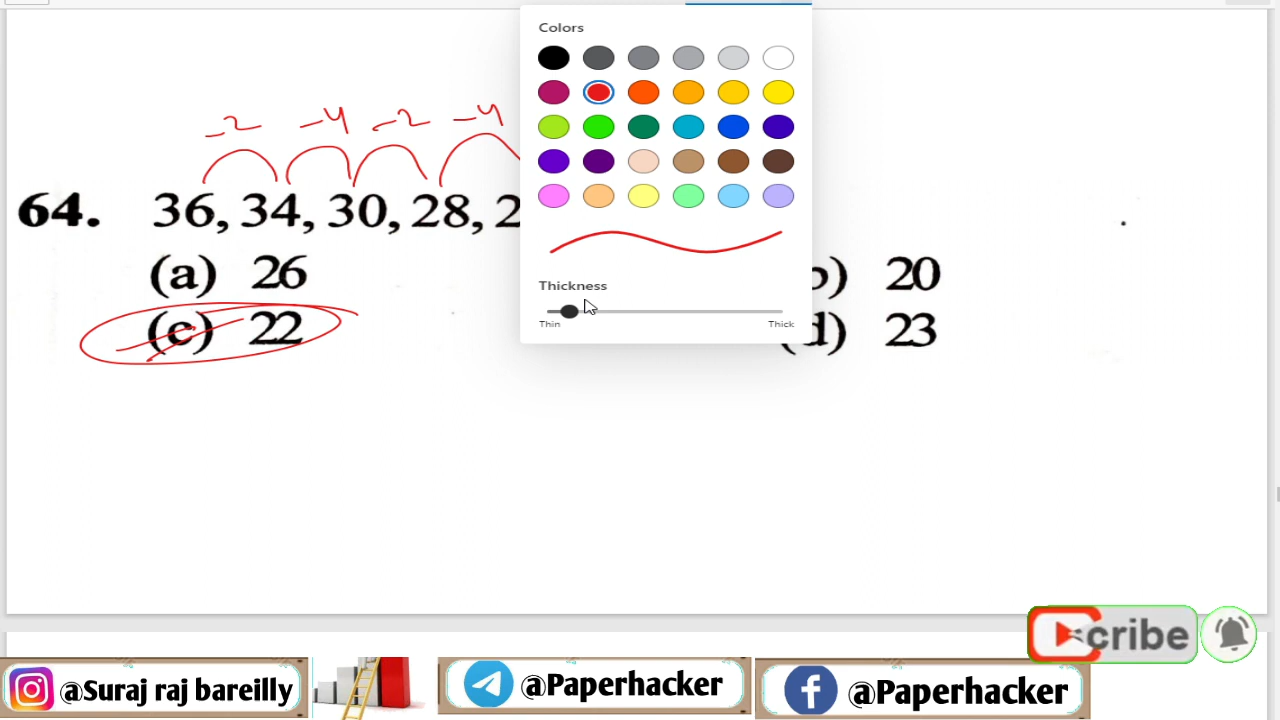 Colors
-2 -4 -2 -4
64. 36, 34, 30, 28, 2
(a) 26
b) 20
(c) 22
(d) 23
Thickness
Thin
Thick
cribe
@Suraj raj bareilly
@Paperhacker
@Paperhacker